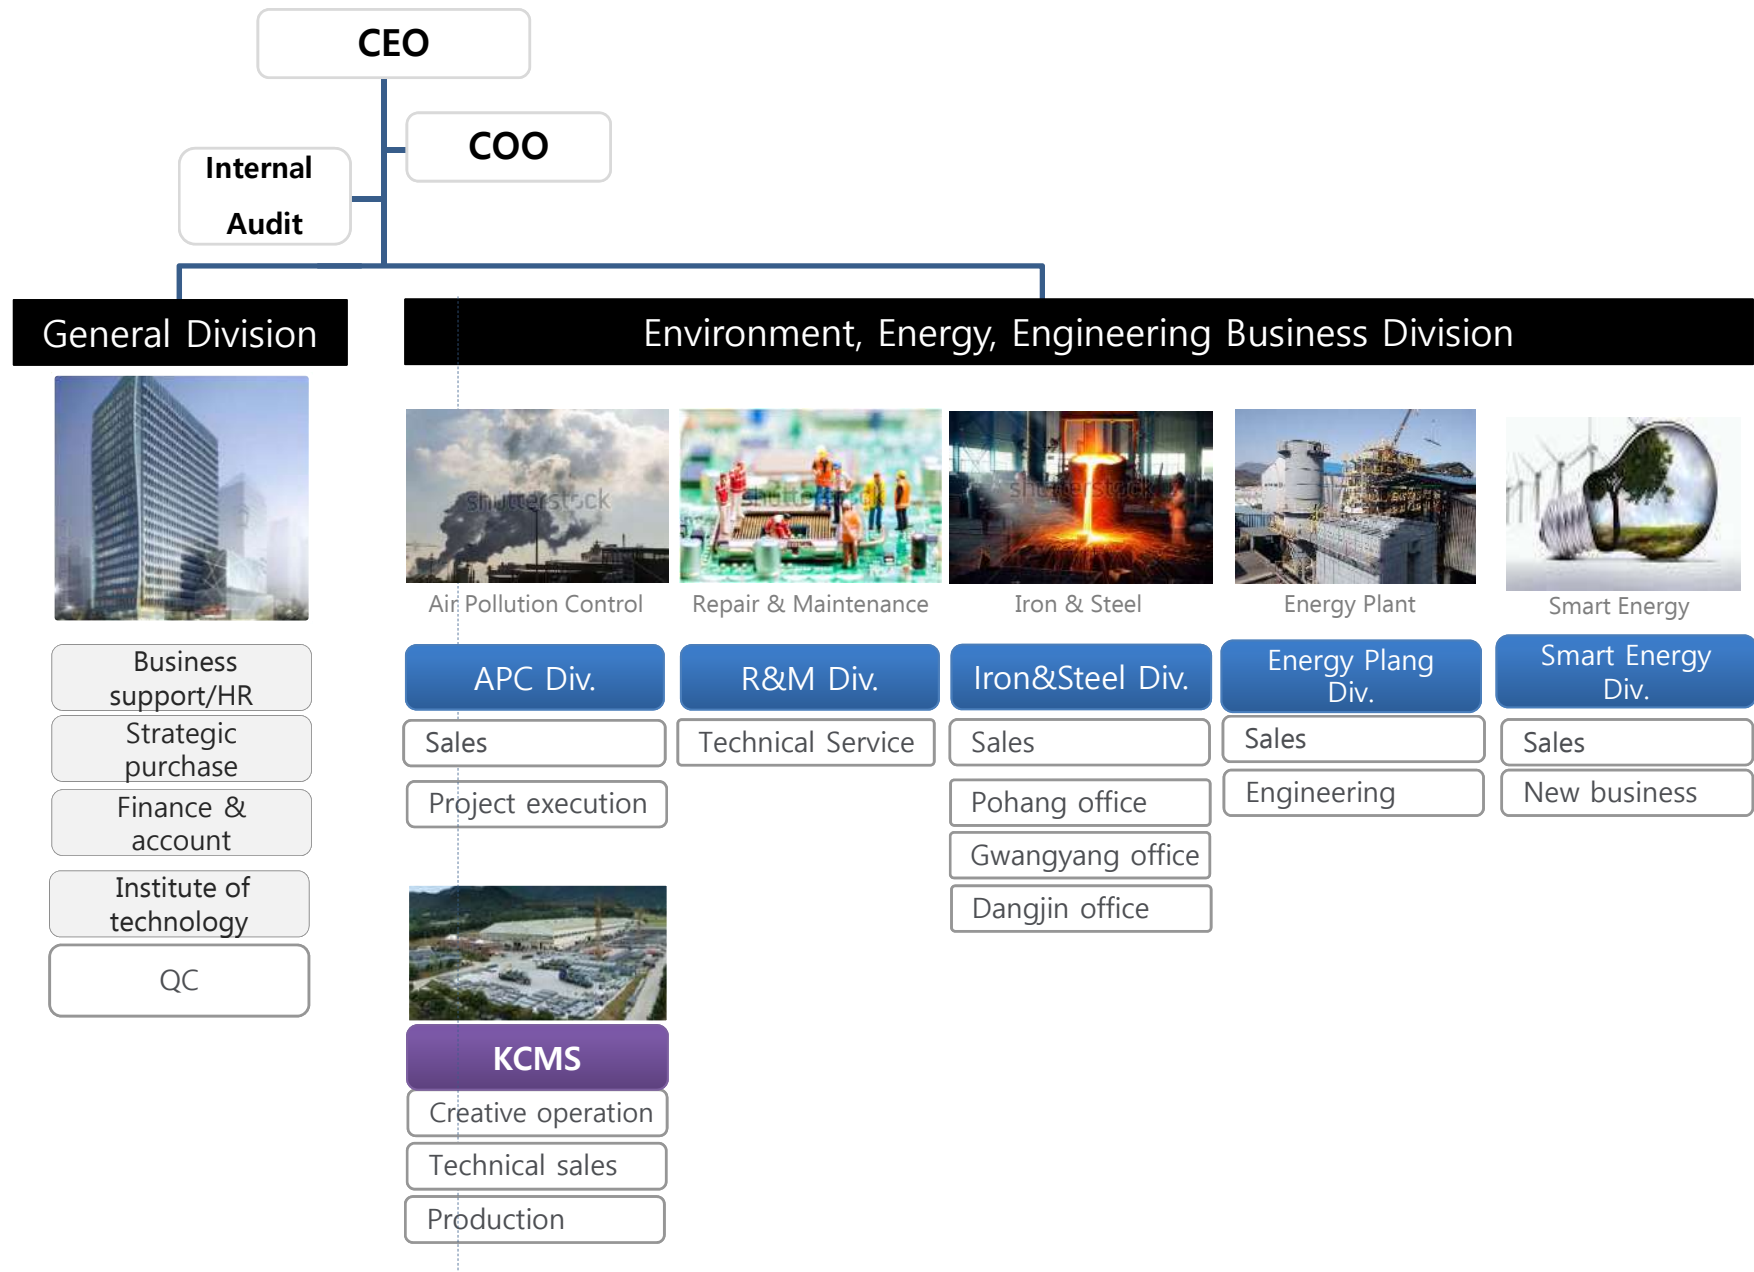 CEO
COO
Internal
Audit
General Division
Environment, Energy, Engineering Business Division
shutterstock
shutterstock
shutterstock
Air Pollution Control
Repair & Maintenance
Iron & Steel
Energy Plant
Smart Energy
Business
support/HR
Strategic
purchase
Finance &
account
Institute of
technology
QC
APC Div.
Sales
Project execution
R&M Div.
Technical Service
Iron&Steel Div.
Sales
Pohang office
Gwangyang office
Dangjin office
Energy Plang
Div.
Sales
Engineering
Smart Energy
Div.
Sales
New business
KCMS
Creative operation
Technical sales
Production